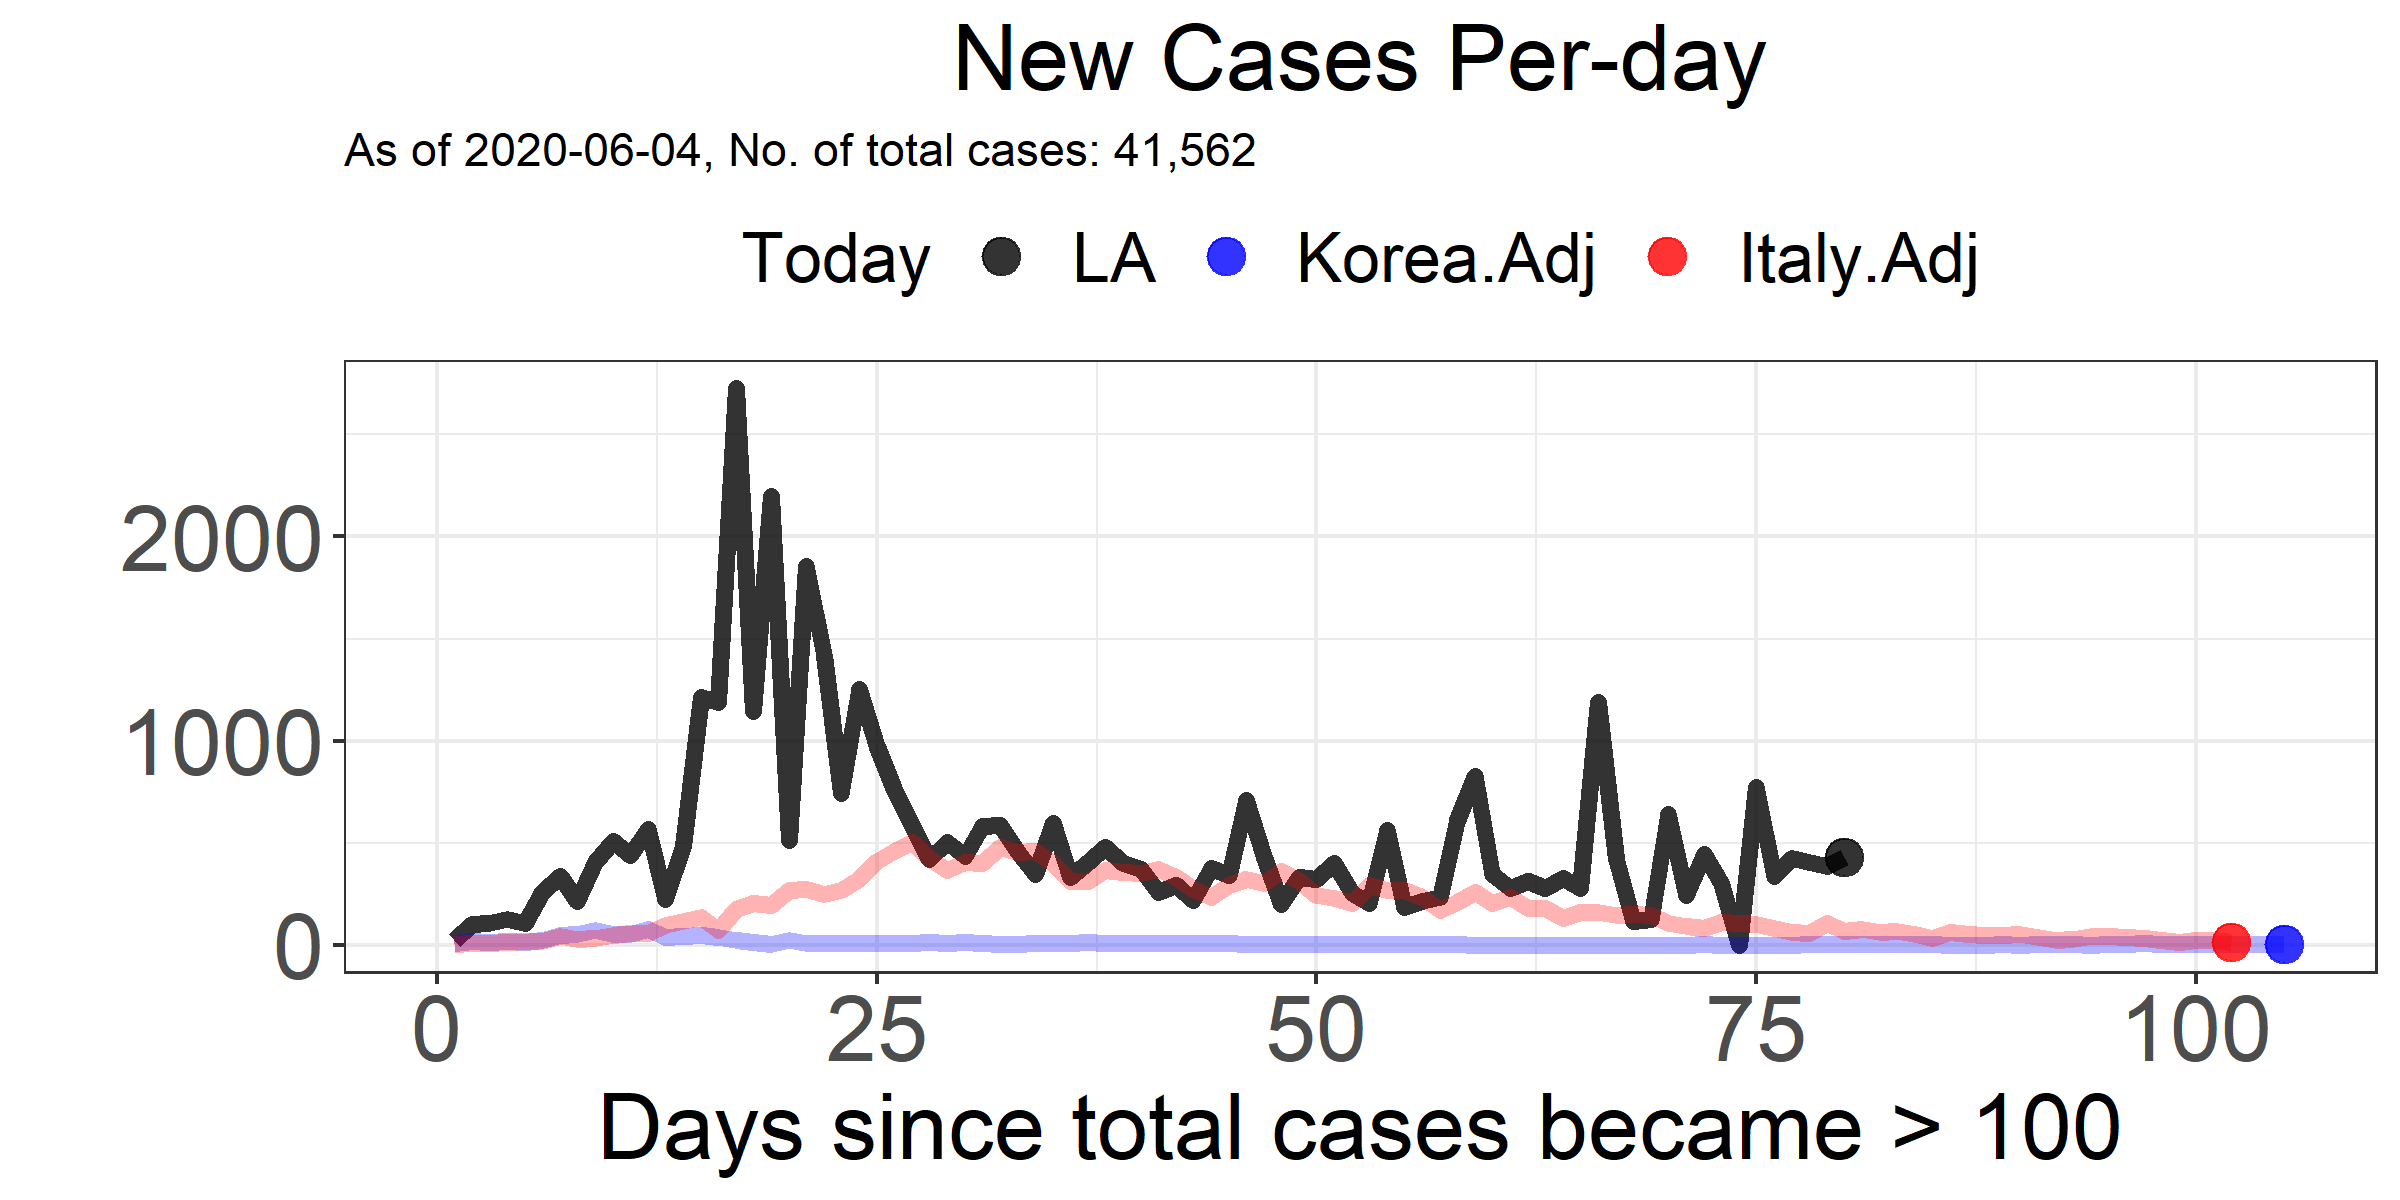 New Cases Per-day
As of 2020-06-04, No. of total cases: 41,562
Today LA Korea.Adj Italy.Adj
2000
1000
0
0 25 50 75 100
Days since total cases became > 100